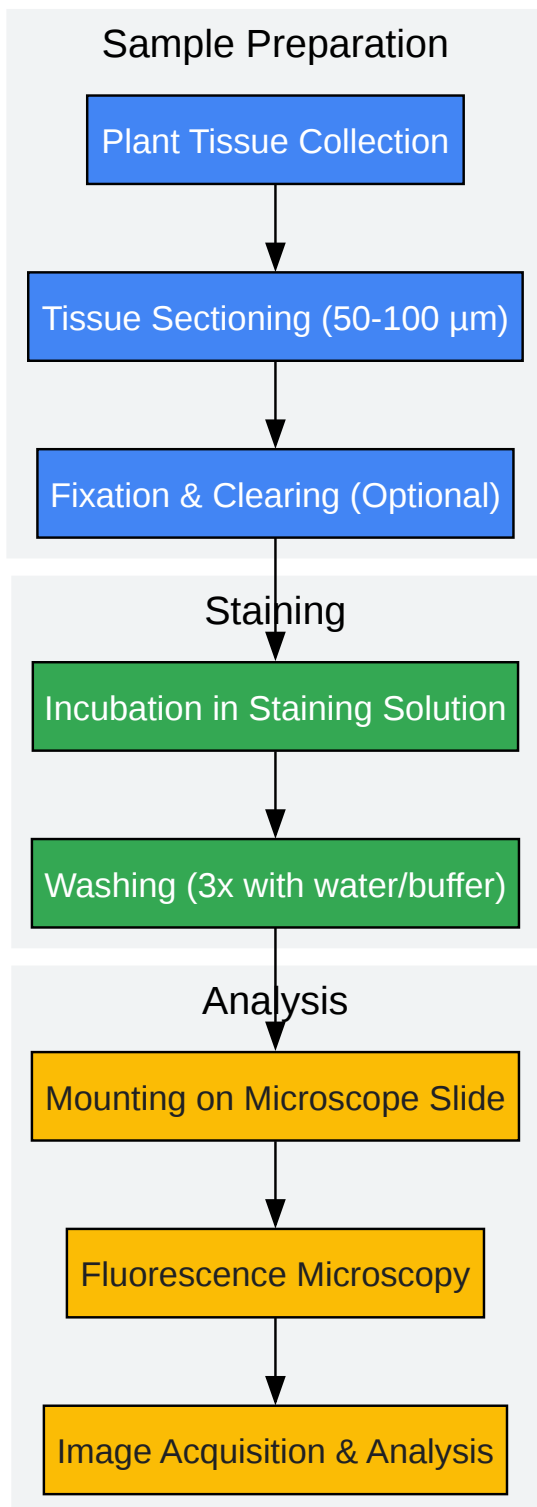 Sample Preparation
Plant Tissue Collection
Tissue Sectioning (50-100 µm)
Fixation & Clearing (Optional)
Staining
Incubation in Staining Solution
Washing (3x with water/buffer)
Analysis
Mounting on Microscope Slide
Fluorescence Microscopy
Image Acquisition & Analysis